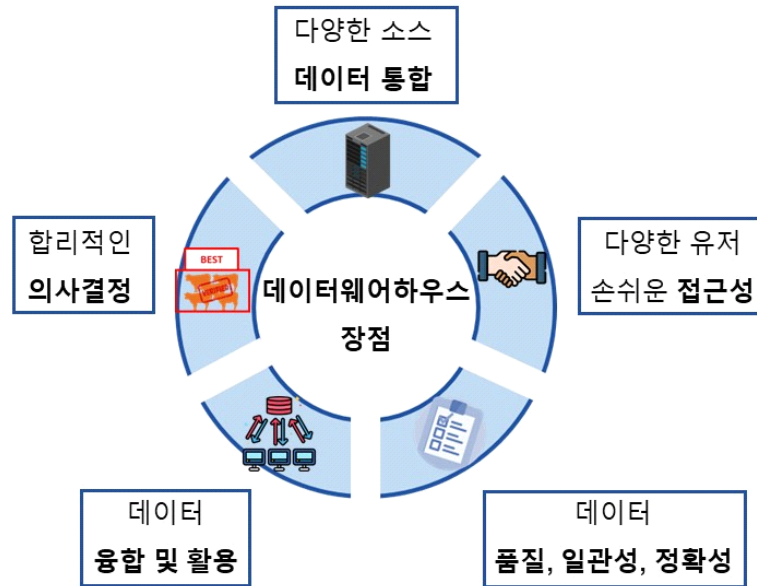 다양한 소스
데이터 통합
합리적인
의사결정
BEST
VERIFIED
데이터웨어하우스
장점
다양한 유저
손쉬운 접근성
데이터
융합 및 활용
데이터
품질, 일관성, 정확성